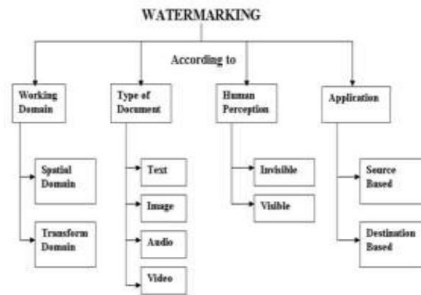 WATERMARKING
According to
Working
Domain
Type of
Document
Human
Perception
Application
Spatial
Domain
Transform
Domain
Text
Image
Audio
Video
Invisible
Visible
Source
Based
Destination
Based